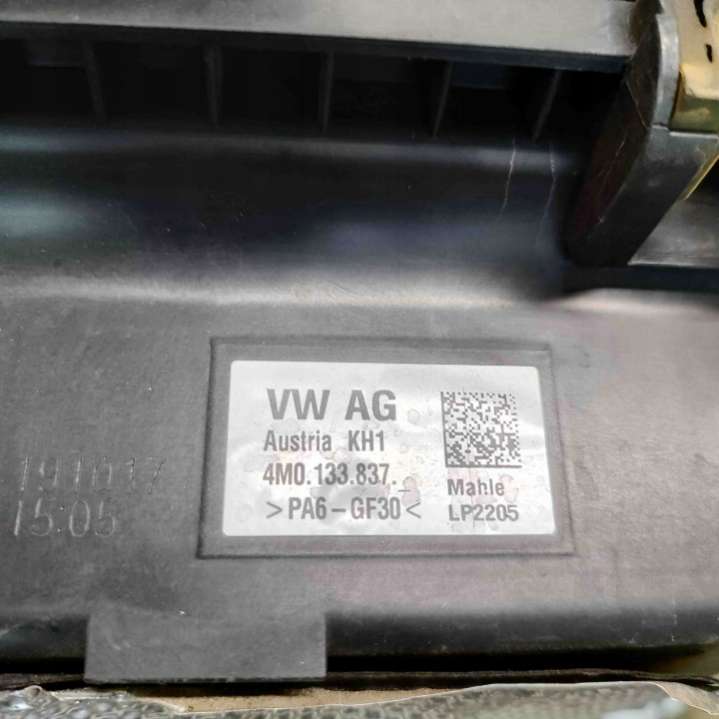 VW AG
Austria KH1
4M0.133.837._
>PA6-GF30<
Mahle
LP2205
191017
15:05